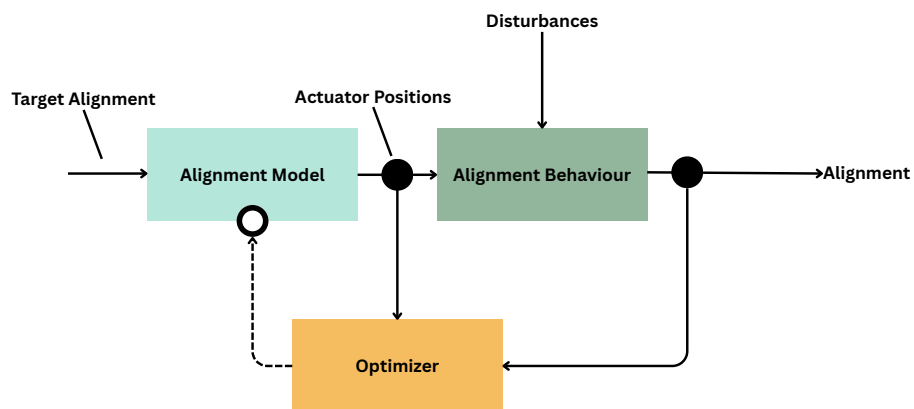 Disturbances
Target Alignment
Actuator Positions
Alignment Model
Alignment Behaviour
Alignment
Optimizer